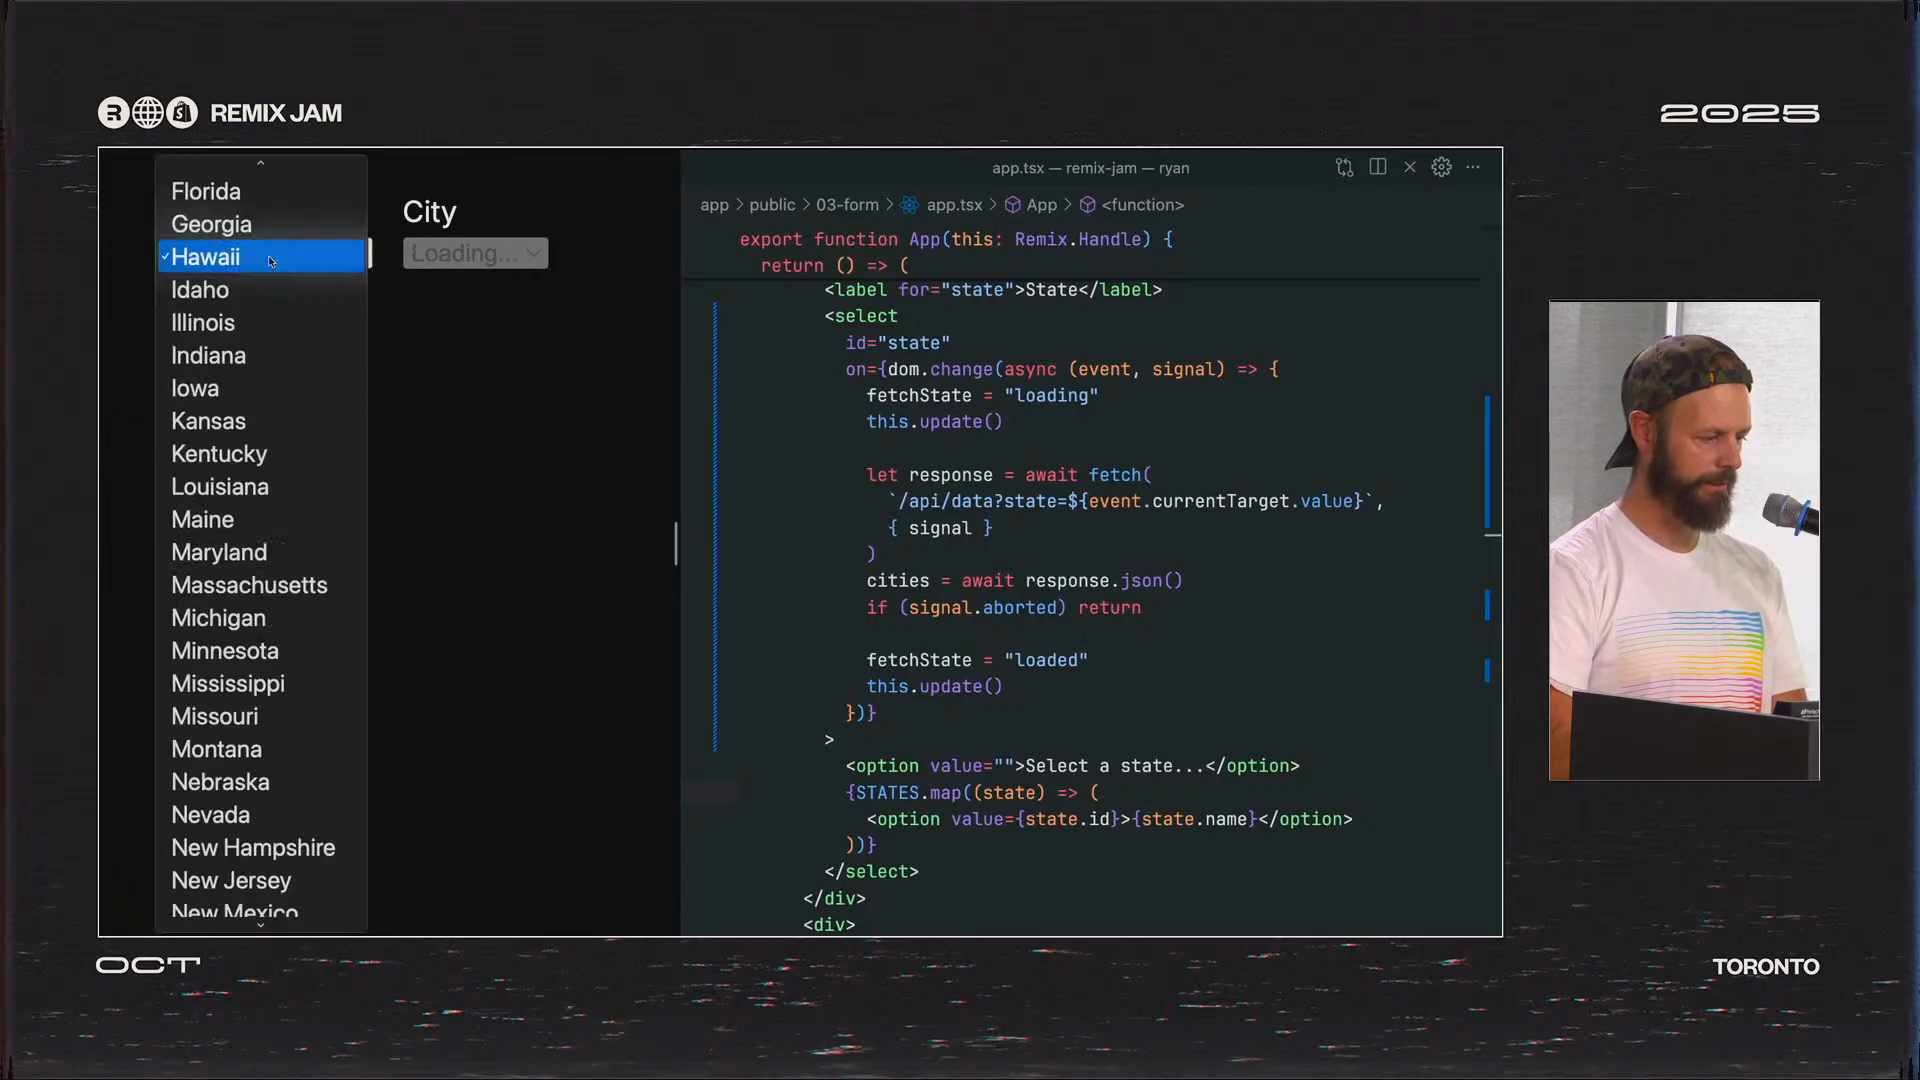 REMIX JAM
2025
Florida
Georgia
✓Hawaii
Idaho
Illinois
Indiana
Iowa
Kansas
Kentucky
Louisiana
Maine
Maryland
Massachusetts
Michigan
Minnesota
Mississippi
Missouri
Montana
Nebraska
Nevada
New Hampshire
New Jersey
New Mexico
City
Loading...
app.tsx — remix-jam — ryan
app > public > 03-form > app.tsx > App > <function>
export function App(this: Remix.Handle) {
return () => (
<label for="state">State</label>
<select
id="state"
on={dom.change(async (event, signal) => {
fetchState = "loading"
this.update()
let response = await fetch(
`/api/data?state=${event.currentTarget.value}`,
{ signal }
)
cities = await response.json()
if (signal.aborted) return
fetchState = "loaded"
this.update()
})}
>
<option value="">Select a state...</option>
{STATES.map((state) => (
<option value={state.id}>{state.name}</option>
))}
</select>
</div>
<div>
OCT
TORONTO